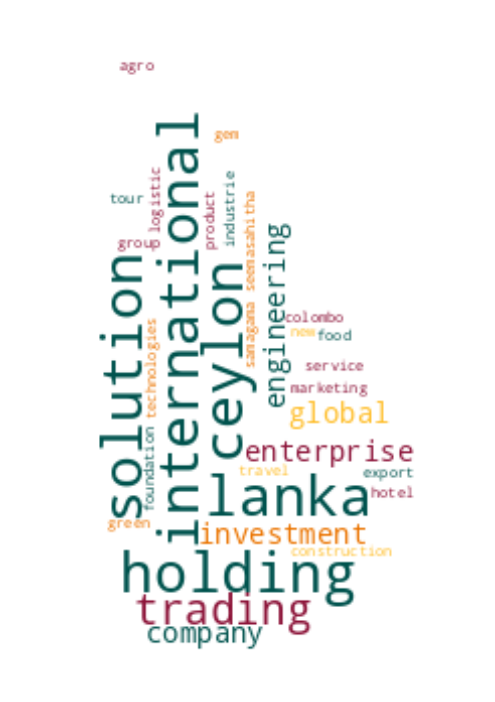 agro
gem
international
logistic
tour
product
industrie
samagama seemasahitha
group
engineering
solution
ceylon
colombo
technologies
new
food
service
marketing
global
foundation
enterprise
travel
export
lanka
hotel
green
investment
construction
holding
trading
company